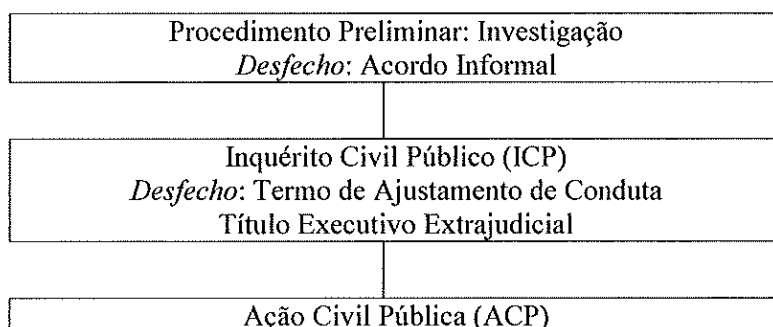 Procedimento Preliminar: Investigação
Desfecho: Acordo Informal
Inquérito Civil Público (ICP)
Desfecho: Termo de Ajustamento de Conduta
Título Executivo Extrajudicial
Ação Civil Pública (ACP)